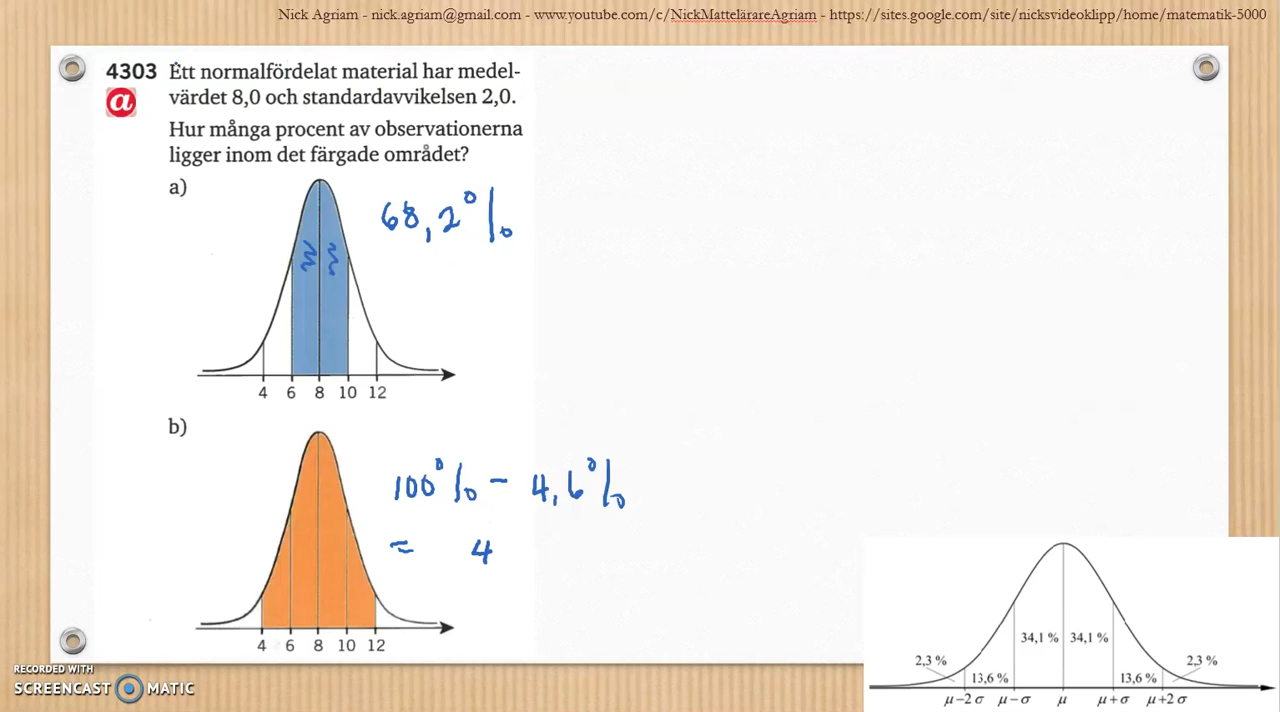 Nick Agriam - nick.agriam@gmail.com - www.youtube.com/c/NickMattelärareAgriam - https://sites.google.com/site/nicksvideoklipp/home/matematik-5000
4303 Ett normalfördelat material har medel-
värdet 8,0 och standardavvikelsen 2,0.
a
Hur många procent av observationerna
ligger inom det färgade området?
a)
68,2 %
4 6 8 10 12
b)
100 % - 4,6 %
= 4
4 6 8 10 12
34,1 % 34,1 %
2,3 % 2,3 %
13,6 % 13,6 %
μ−2σ μ−σ μ μ+σ μ+2σ
RECORDED WITH
SCREENCAST MATIC